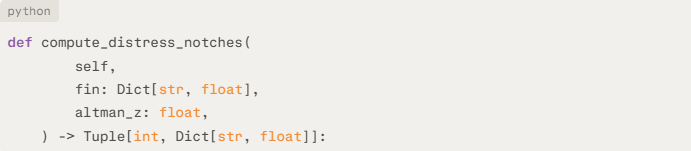 python
def compute_distress_notches(
        self,
        fin: Dict[str, float],
        altman_z: float,
    ) -> Tuple[int, Dict[str, float]]: